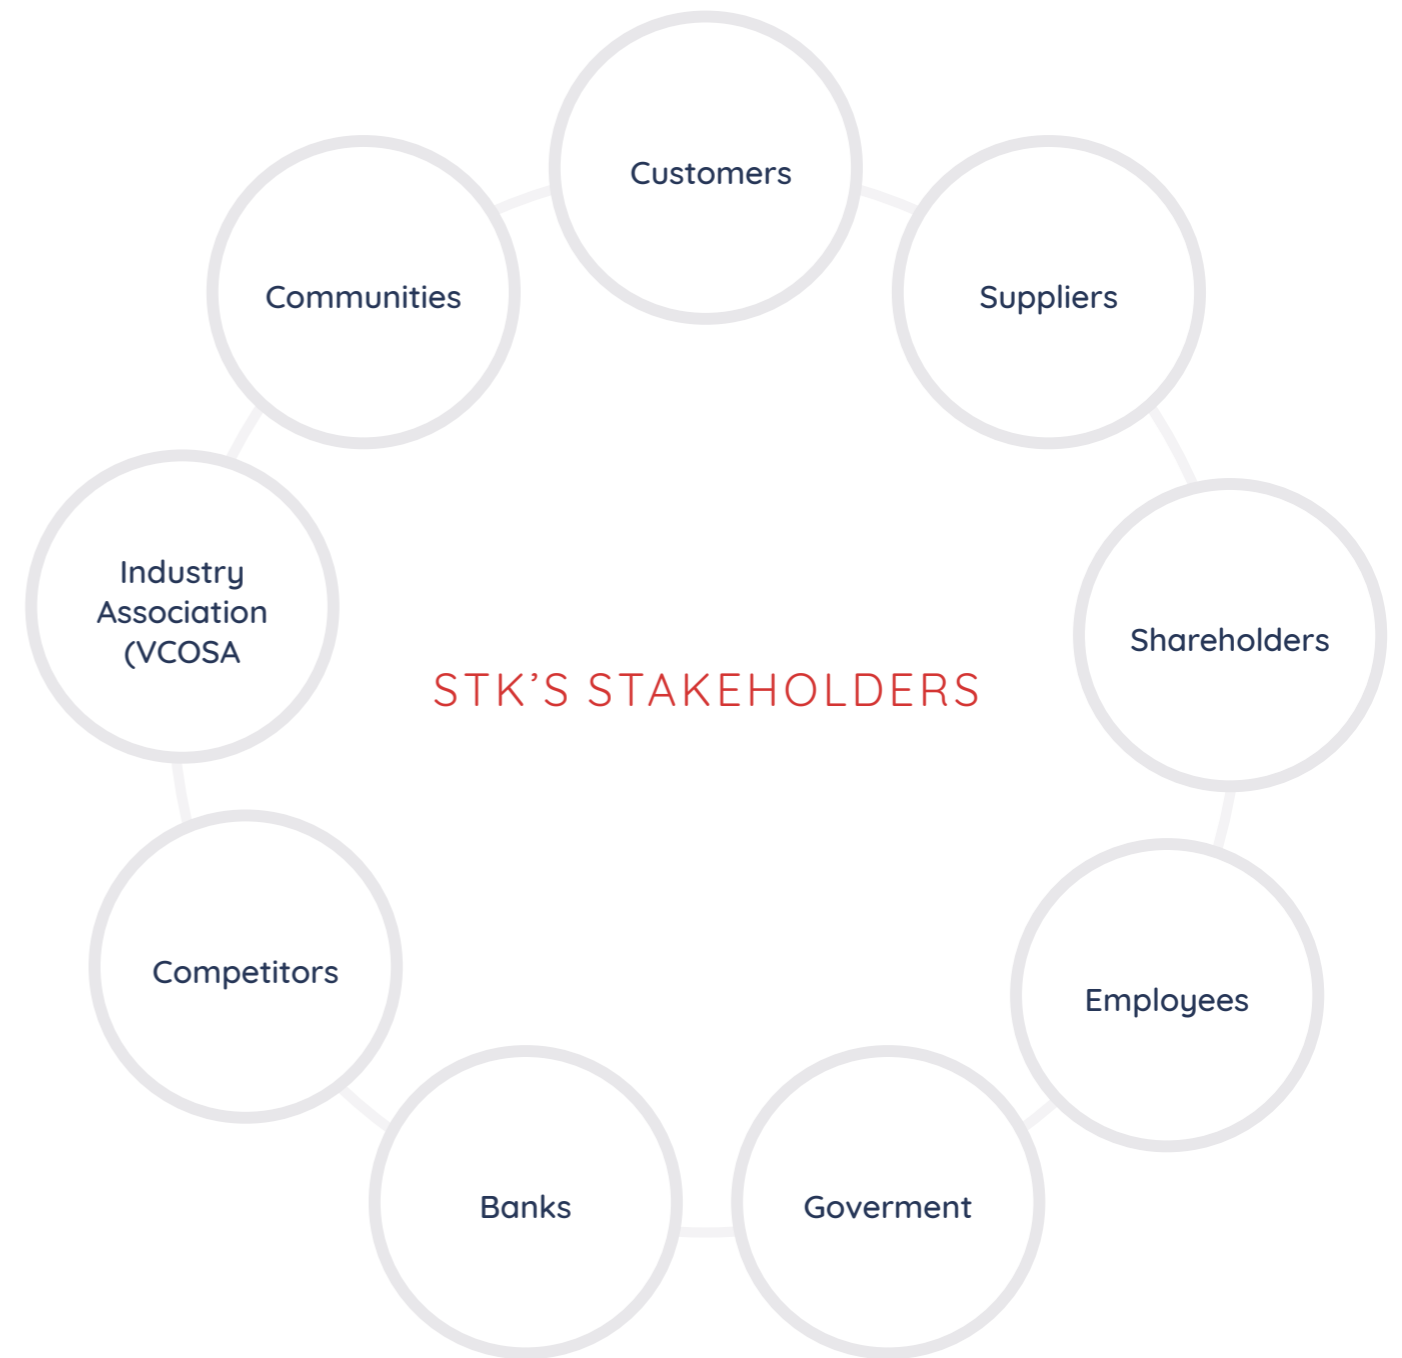 Customers
Communities
Suppliers
Industry
Association
(VCOSA
Shareholders
STK’S STAKEHOLDERS
Competitors
Employees
Banks
Goverment